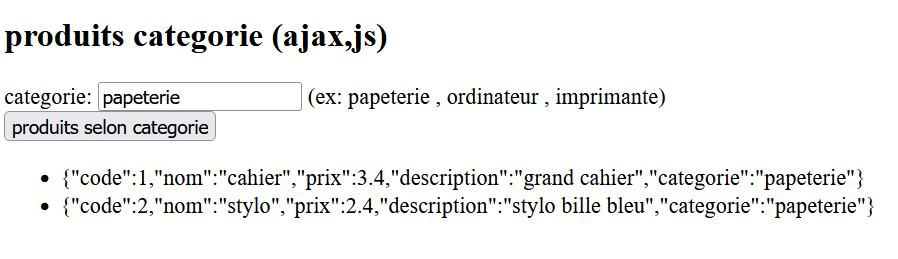 produits categorie (ajax,js)
categorie: papeterie (ex: papeterie , ordinateur , imprimante)
produits selon categorie
• {"code":1,"nom":"cahier","prix":3.4,"description":"grand cahier","categorie":"papeterie"}
• {"code":2,"nom":"stylo","prix":2.4,"description":"stylo bille bleu","categorie":"papeterie"}